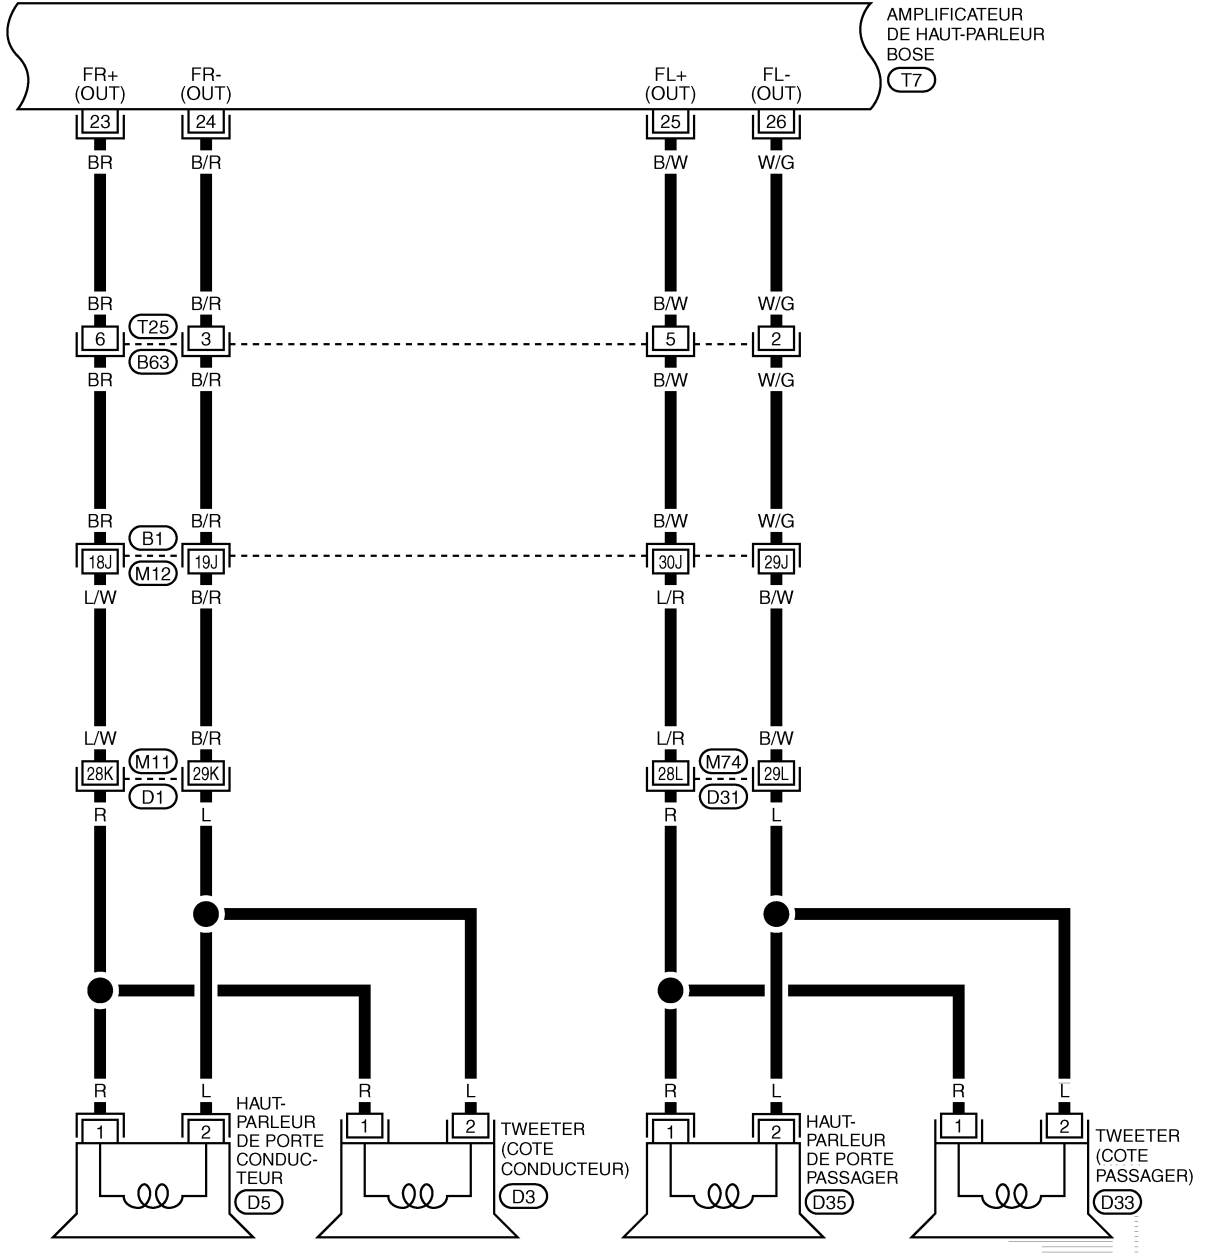 AMPLIFICATEUR
DE HAUT-PARLEUR
BOSE
T7
FR+ FR- FL+ FL-
(OUT) (OUT) (OUT) (OUT)
23 24 25 26
BR B/R B/W W/G
BR B/R B/W W/G
T25
6 3 5 2
B63
BR B/R B/W W/G
BR B/R B/W W/G
B1
18J 19J 30J 29J
M12
L/W B/R L/R B/W
L/W B/R L/R B/W
M11 M74
28K 29K 28L 29L
D1 D31
R L R L
R L R L R L R L
1 2 1 2 1 2 1 2
HAUT-
PARLEUR
DE PORTE
CONDUC-
TEUR
D5
TWEETER
(COTE
CONDUCTEUR)
D3
HAUT-
PARLEUR
DE PORTE
PASSAGER
D35
TWEETER
(COTE
PASSAGER)
D33